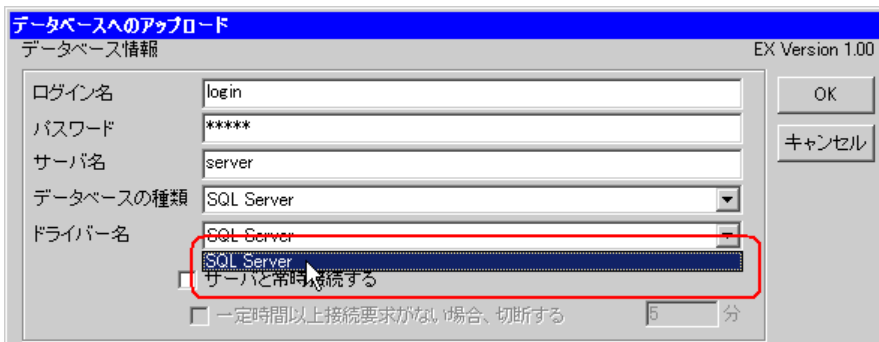 データベースへのアップロード
データベース情報 EX Version 1.00
ログイン名 login OK
パスワード *****
キャンセル
サーバ名 server
データベースの種類 SQL Server
ドライバー名 SQL Server
SQL Server
サーバと常時接続する
一定時間以上接続要求がない場合、切断する 5 分